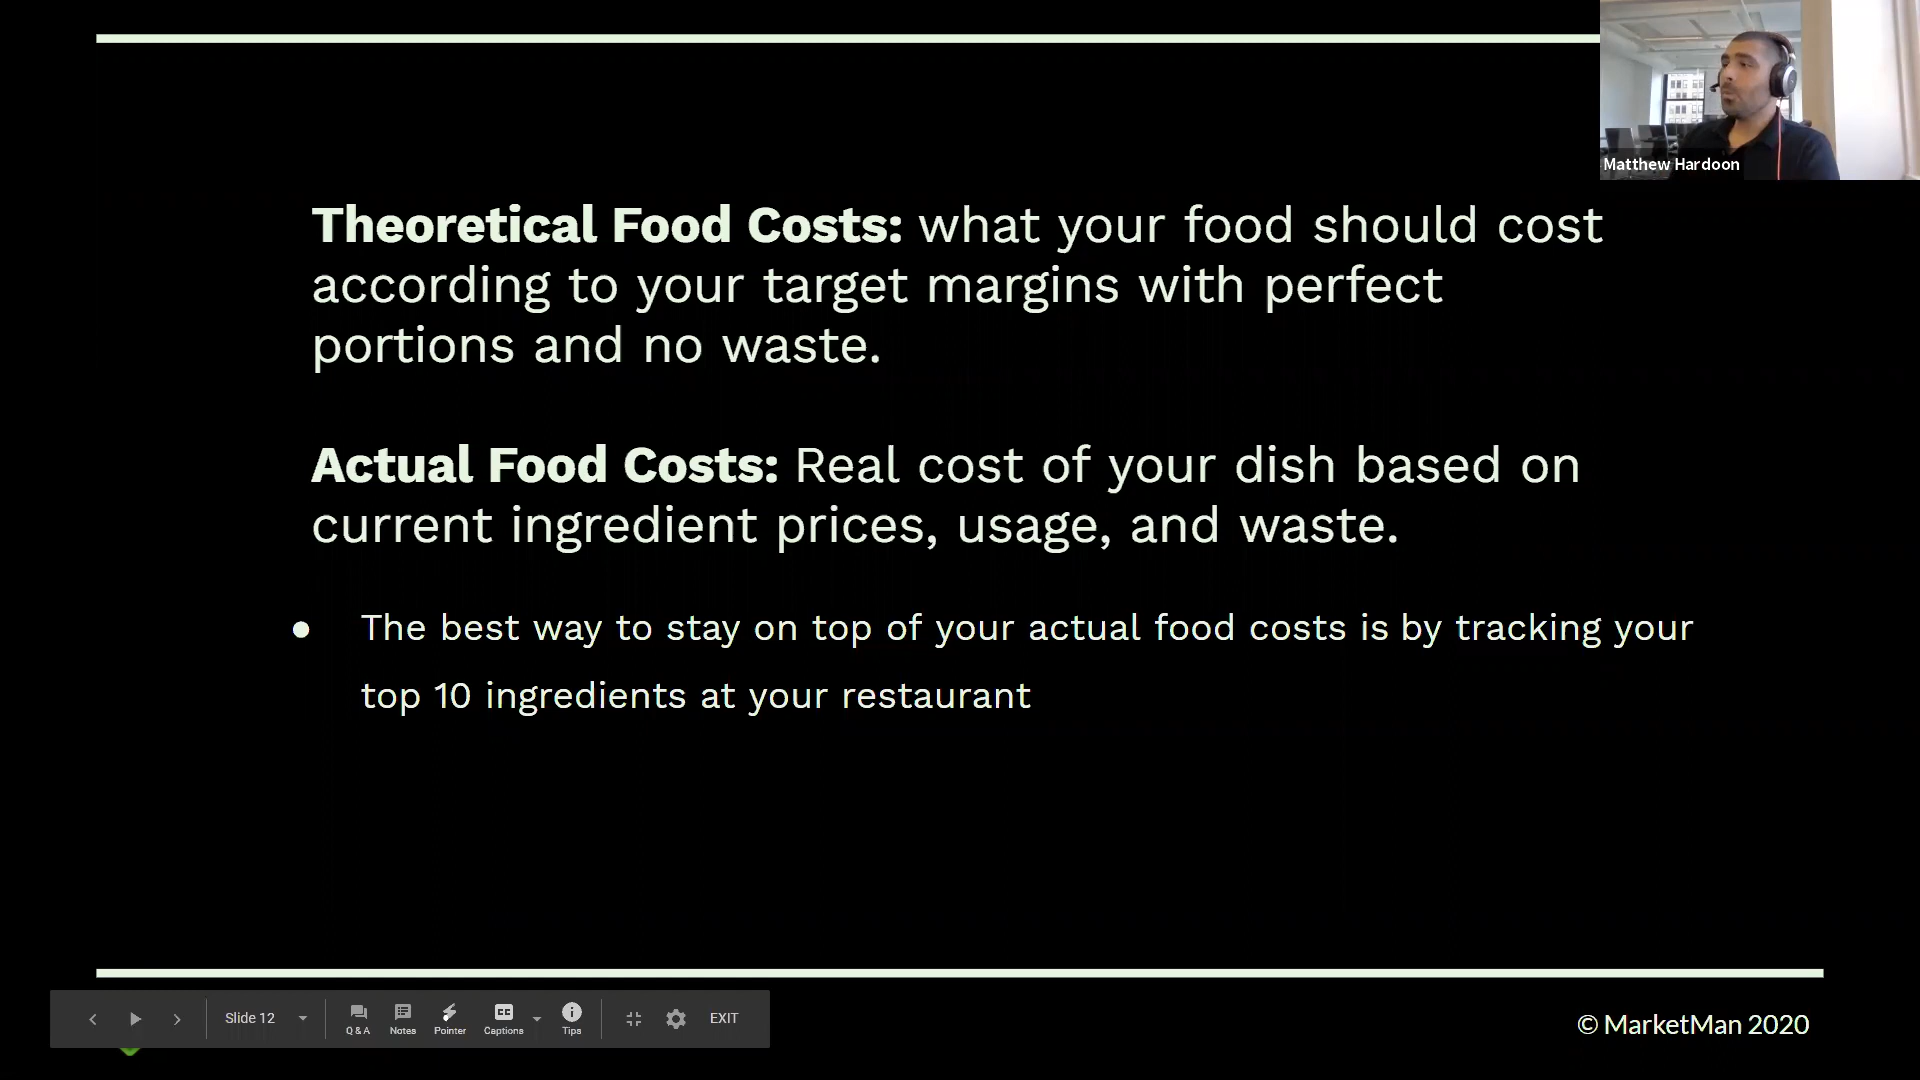 Matthew Hardoon
Theoretical Food Costs: what your food should cost
according to your target margins with perfect
portions and no waste.
Actual Food Costs: Real cost of your dish based on
current ingredient prices, usage, and waste.
● The best way to stay on top of your actual food costs is by tracking your
top 10 ingredients at your restaurant
Slide 12
Q & A
Notes
Pointer
CC
Captions
Tips
EXIT
© MarketMan 2020